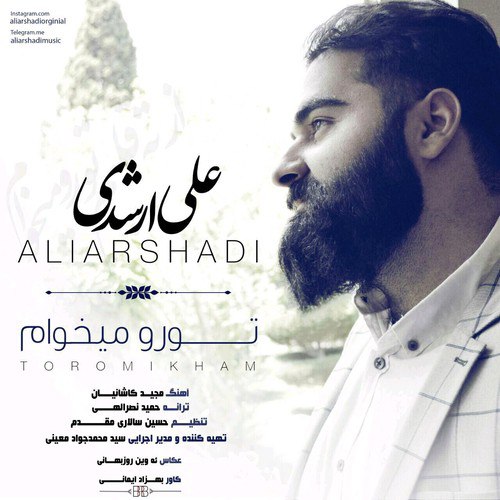 Instagram.com
aliarshadiorginial
Telegram.me
aliarshadimusic
علی ارشدی
ALIARSHADI
تورو میخوام
TOROMIKHAM
آهنگ مجید کاشانیان
ترانه حمید نصرالهی
تنظیم حسین سالاری مقدم
تهیه کننده و مدیر اجرایی سید محمدجواد معینی
عکاس نه وین روزبهانی
کاور بهزاد ایمانی